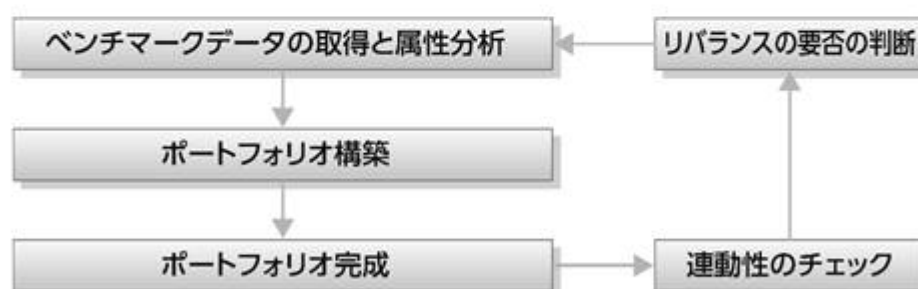 ベンチマークデータの取得と属性分析
リバランスの要否の判断
ポートフォリオ構築
ポートフォリオ完成
連動性のチェック